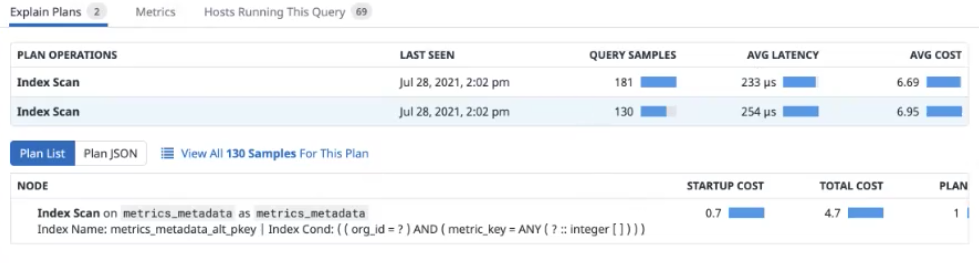 Explain Plans 2 Metrics Hosts Running This Query 69
PLAN OPERATIONS LAST SEEN QUERY SAMPLES AVG LATENCY AVG COST
Index Scan Jul 28, 2021, 2:02 pm 181 233 µs 6.69
Index Scan Jul 28, 2021, 2:02 pm 130 254 µs 6.95
Plan List Plan JSON View All 130 Samples For This Plan
NODE STARTUP COST TOTAL COST PLAN
Index Scan on metrics_metadata as metrics_metadata 0.7 4.7 1
Index Name: metrics_metadata_alt_pkey | Index Cond: ( ( org_id = ? ) AND ( metric_key = ANY ( ? :: integer [ ] ) ) )